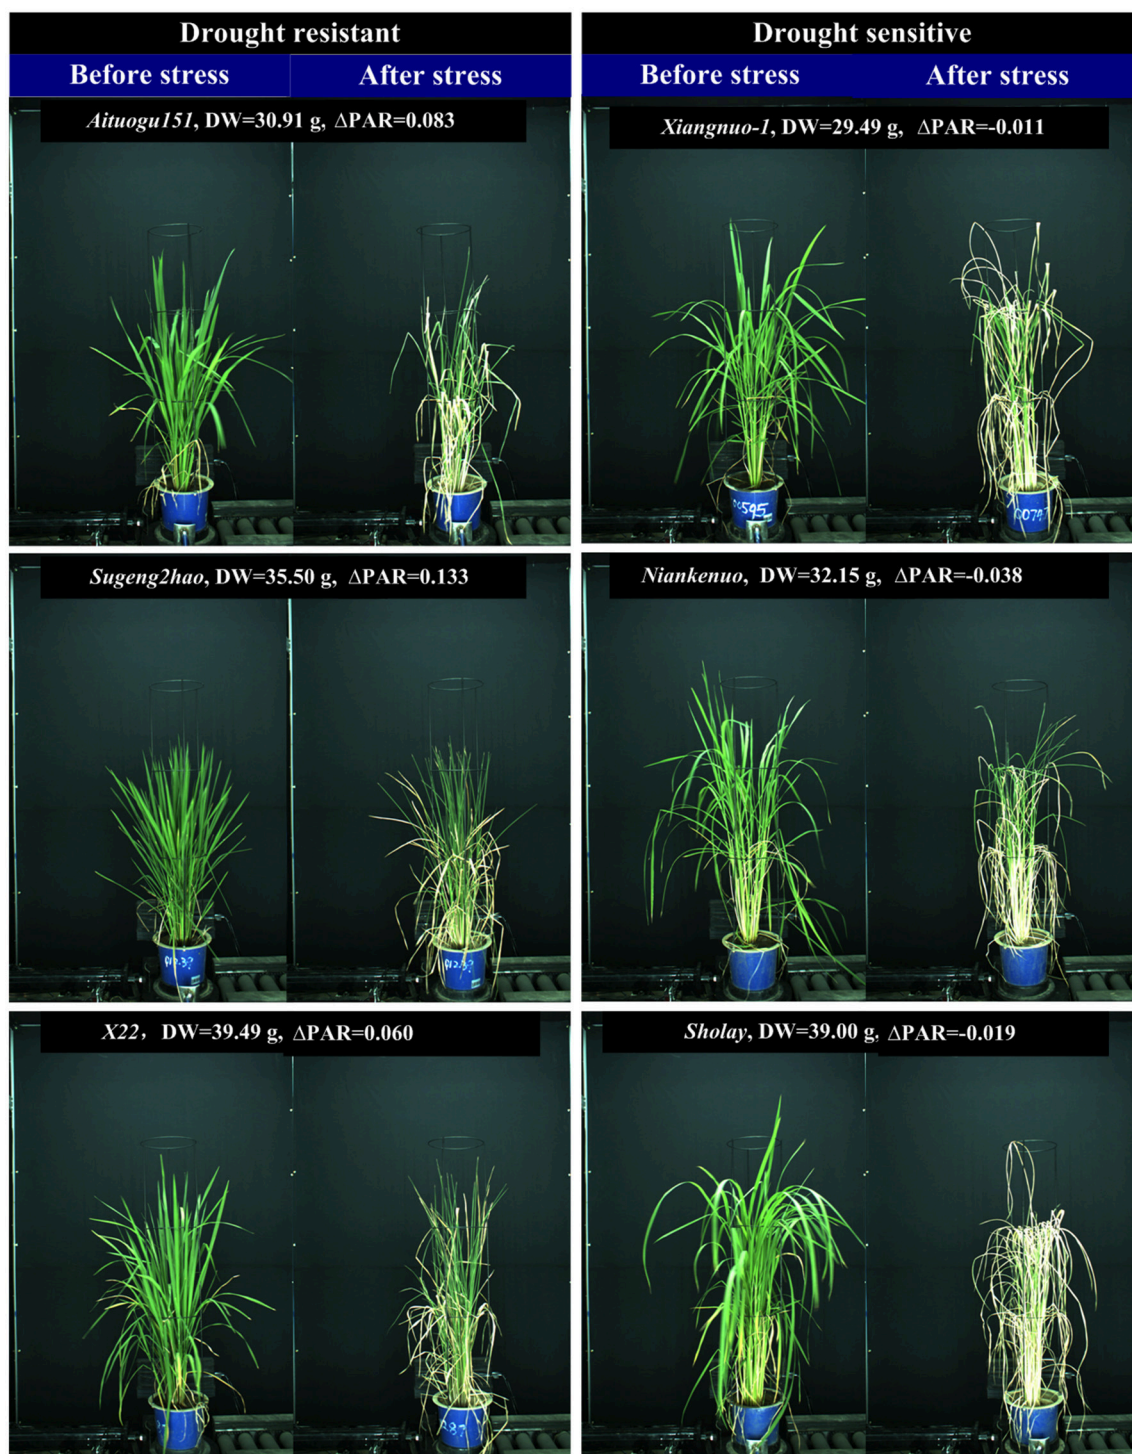 Drought resistant
Before stress After stress
Aituogu151, DW=30.91 g, ΔPAR=0.083
Sugeng2hao, DW=35.50 g, ΔPAR=0.133
X22, DW=39.49 g, ΔPAR=0.060
Drought sensitive
Before stress After stress
Xiangnuo-1, DW=29.49 g, ΔPAR=-0.011
Niankenuo, DW=32.15 g, ΔPAR=-0.038
Sholay, DW=39.00 g, ΔPAR=-0.019